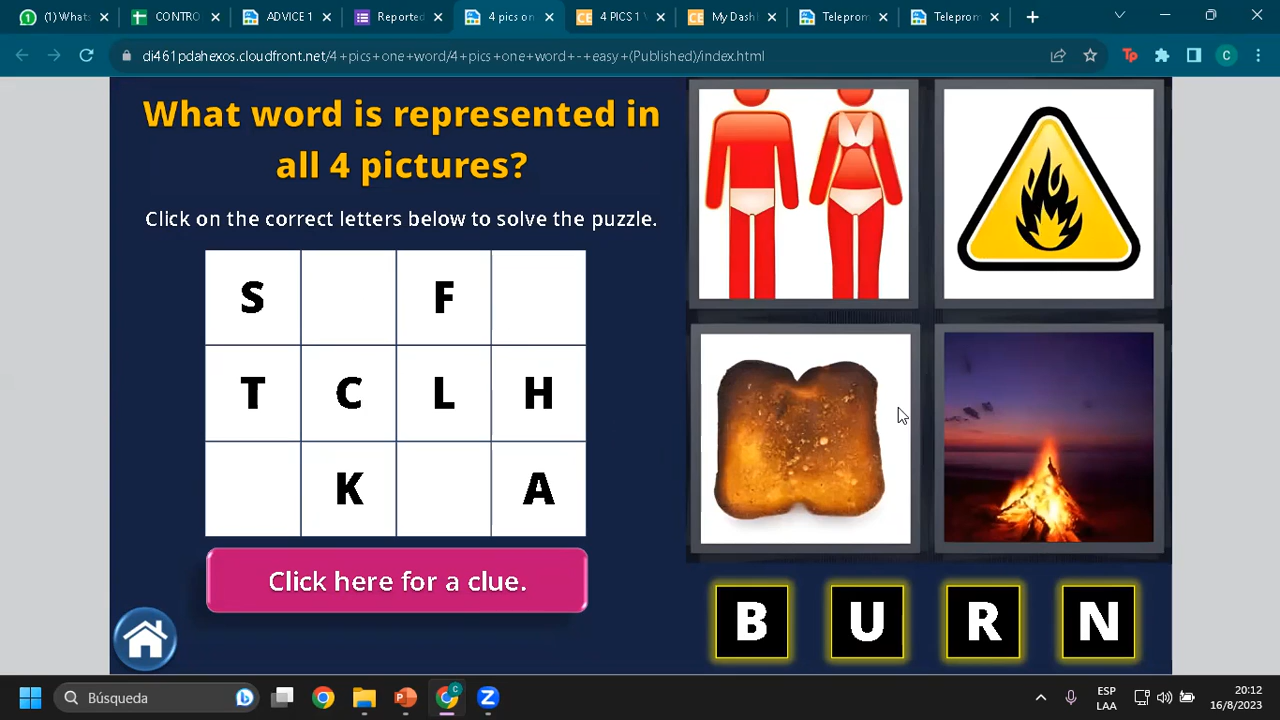 (1) Whats
CONTRO
ADVICE 1
Reported
4 pics on
4 PICS 1
My Dash
Teleprom
Teleprom
di461pdahexos.cloudfront.net/4+pics+one+word/4+pics+one+word+-+easy+(Published)/index.html
What word is represented in
all 4 pictures?
Click on the correct letters below to solve the puzzle.
S F
T C L H
K A
Click here for a clue.
B U R N
Búsqueda
ESP
LAA
20:12
16/8/2023